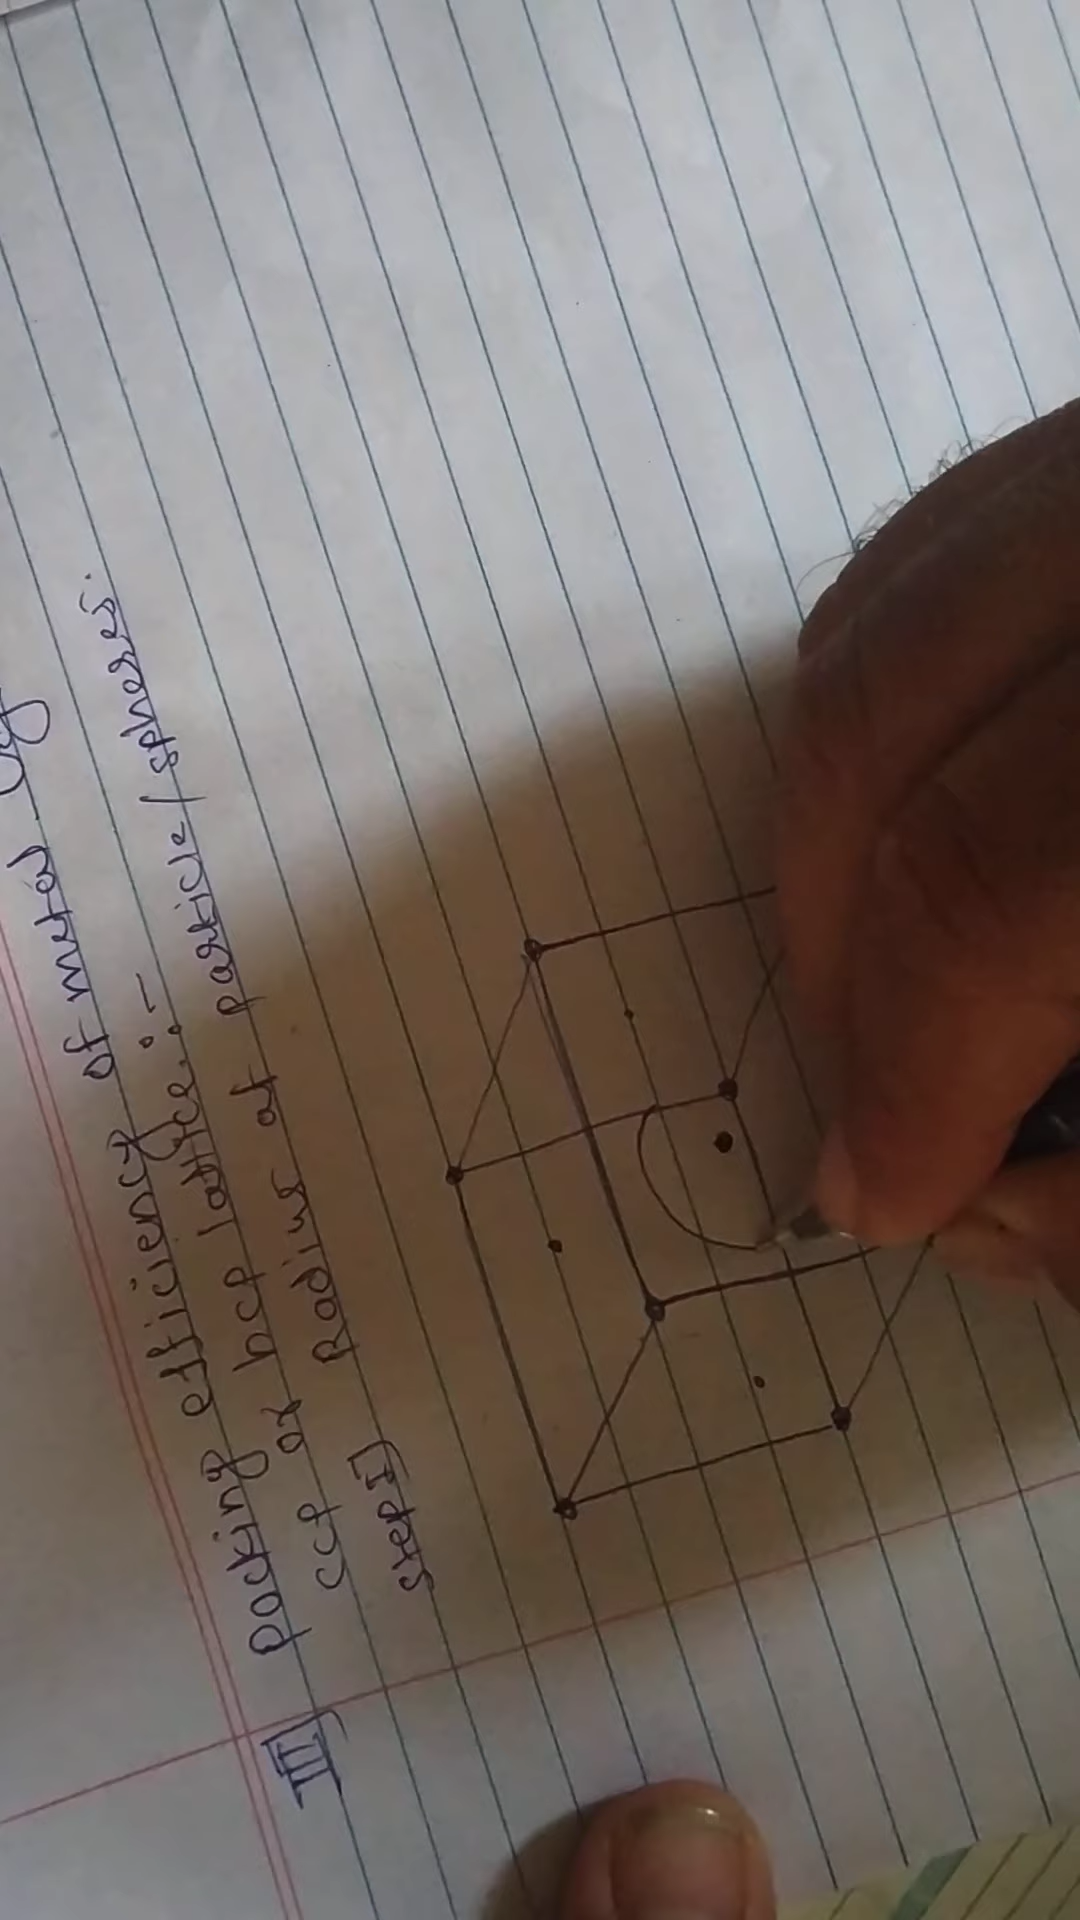 III] Packing efficiency of metal
ccp or hcp lattice :-
Step I] Radius of particle / spheres.